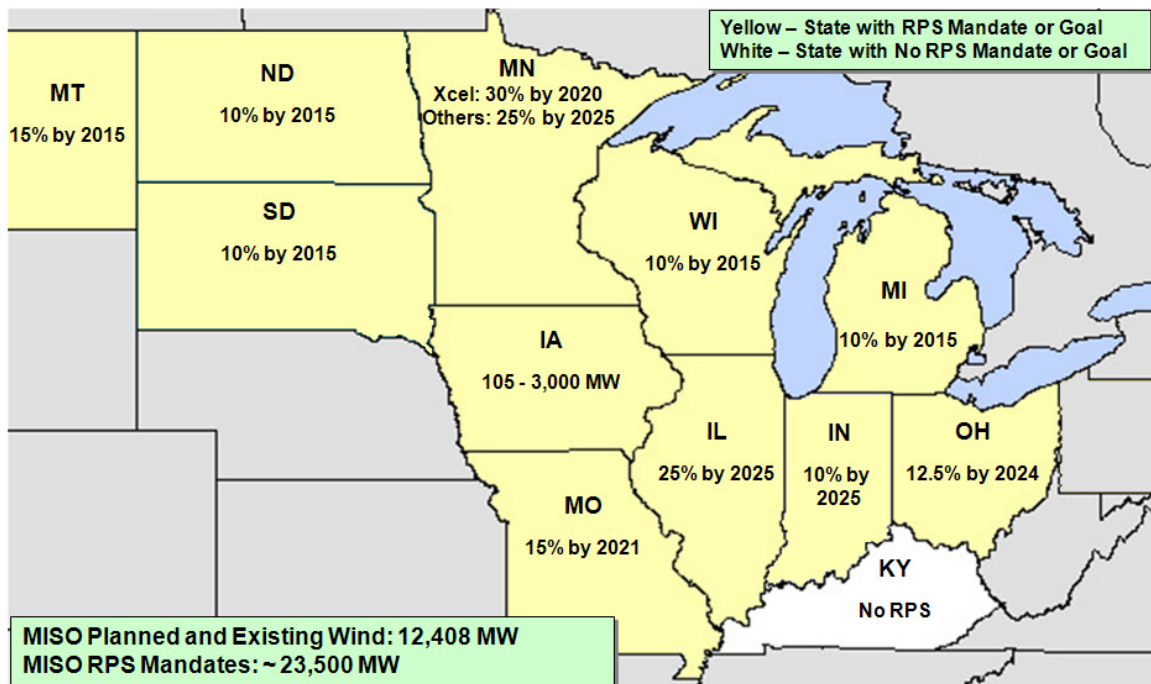 Yellow – State with RPS Mandate or Goal
White – State with No RPS Mandate or Goal
MT
15% by 2015
ND
10% by 2015
MN
Xcel: 30% by 2020
Others: 25% by 2025
SD
10% by 2015
WI
10% by 2015
MI
10% by 2015
IA
105 - 3,000 MW
IL
25% by 2025
IN
10% by
2025
OH
12.5% by 2024
MO
15% by 2021
KY
No RPS
MISO Planned and Existing Wind: 12,408 MW
MISO RPS Mandates: ~ 23,500 MW